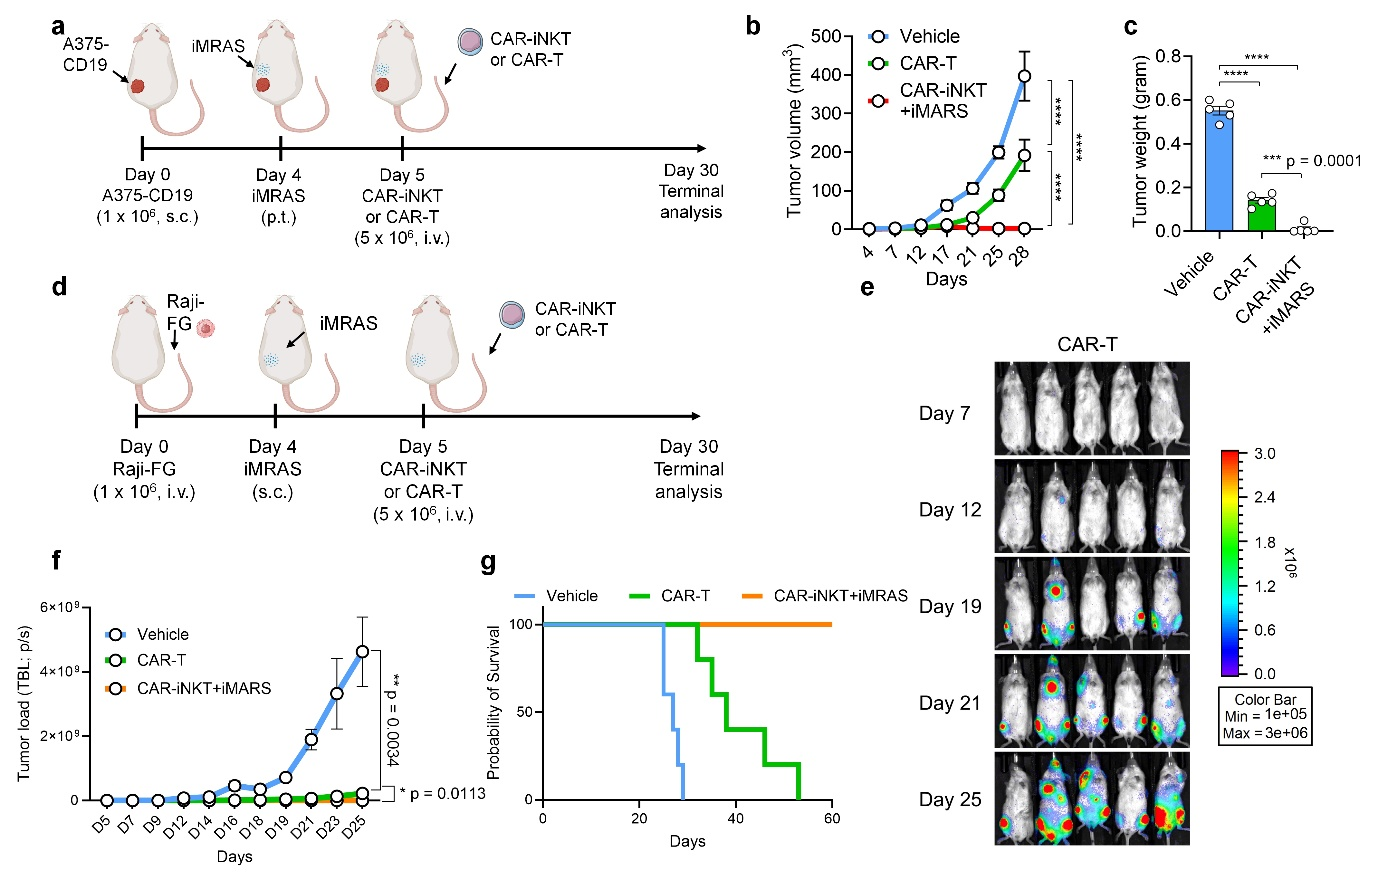 a
A375-
CD19
iMRAS
CAR-iNKT
or CAR-T
Day 0
A375-CD19
(1 x 10⁶, s.c.)
Day 4
iMRAS
(p.t.)
Day 5
CAR-iNKT
or CAR-T
(5 x 10⁶, i.v.)
Day 30
Terminal
analysis
b
Tumor volume (mm³)
500
400
300
200
100
0
Vehicle
CAR-T
CAR-iNKT
+iMARS
****
****
****
4 7 12 17 21 25 28
Days
c
Tumor weight (gram)
0.8
0.6
0.4
0.2
0.0
****
****
*** p = 0.0001
Vehicle
CAR-T
CAR-iNKT
+iMARS
d
Raji-
FG
iMRAS
CAR-iNKT
or CAR-T
Day 0
Raji-FG
(1 x 10⁶, i.v.)
Day 4
iMRAS
(s.c.)
Day 5
CAR-iNKT
or CAR-T
(5 x 10⁶, i.v.)
Day 30
Terminal
analysis
e
CAR-T
Day 7
Day 12
Day 19
Day 21
Day 25
3.0
2.4
1.8
1.2
0.6
0.0
x10⁶
Color Bar
Min = 1e+05
Max = 3e+06
f
Tumor load (TBL: p/s)
6×10⁹
4×10⁹
2×10⁹
0
Vehicle
CAR-T
CAR-iNKT+iMARS
** p = 0.0034
* p = 0.0113
D5 D7 D9 D12 D14 D16 D18 D19 D21 D23 D25
Days
g
Vehicle CAR-T CAR-iNKT+iMRAS
Probability of Survival
100
50
0
0 20 40 60
Days